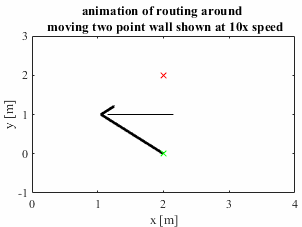 animation of routing around
moving two point wall shown at 10x speed
3
2
1
0
-1
y [m]
0
1
2
3
4
x [m]